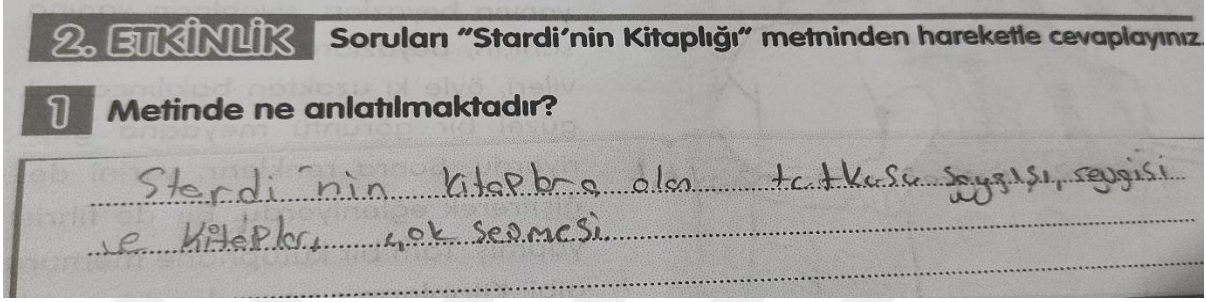 2. ETKİNLİK Soruları "Stardi'nin Kitaplığı" metninden hareketle cevaplayınız.
1 Metinde ne anlatılmaktadır?
Sterdi'nin kitaplara olan tutkusu saygısı, sevgisi
ve kitapları çok sevmesi